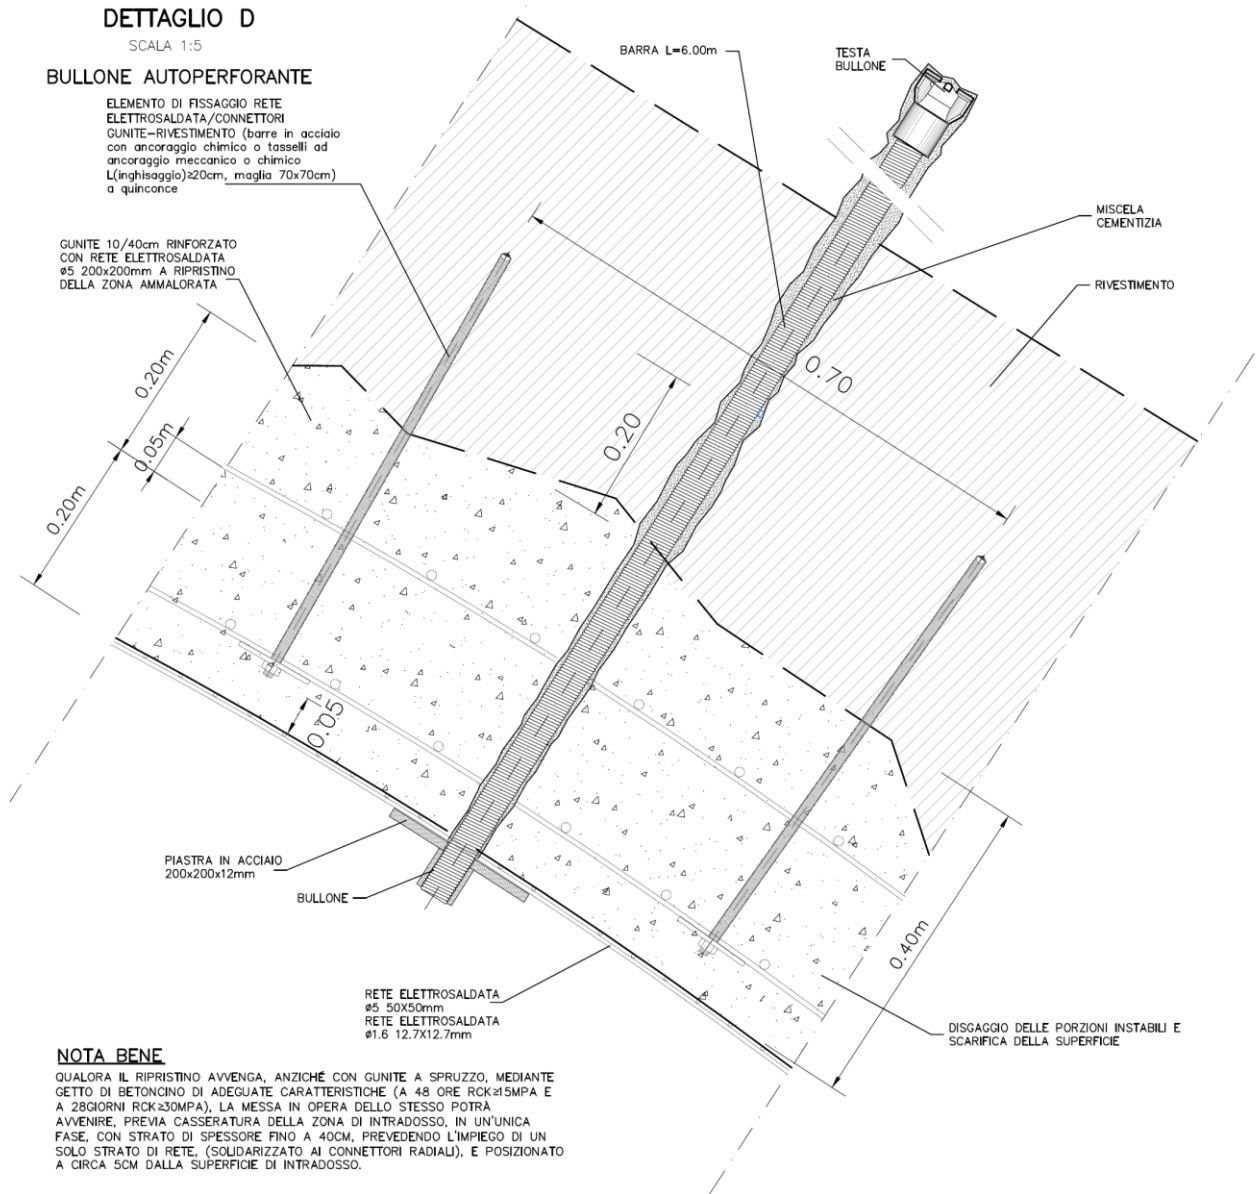 DETTAGLIO D
SCALA 1:5
BULLONE AUTOPERFORANTE
ELEMENTO DI FISSAGGIO RETE
ELETTROSALDATA/CONNETTORI
GUNITE-RIVESTIMENTO (barre in acciaio
con ancoraggio chimico o tasselli ad
ancoraggio meccanico o chimico
L(inghisaggio)≥20cm, maglia 70x70cm)
a quinconce
GUNITE 10/40cm RINFORZATO
CON RETE ELETTROSALDATA
ø5 200x200mm A RIPRISTINO
DELLA ZONA AMMALORATA
BARRA L=6.00m
TESTA
BULLONE
MISCELA
CEMENTIZIA
RIVESTIMENTO
0.20m
0.05m
0.20m
0.70
0.20
0.05
0.40m
PIASTRA IN ACCIAIO
200x200x12mm
BULLONE
RETE ELETTROSALDATA
ø5 50X50mm
RETE ELETTROSALDATA
ø1.6 12.7X12.7mm
DISGAGGIO DELLE PORZIONI INSTABILI E
SCARIFICA DELLA SUPERFICIE
NOTA BENE
QUALORA IL RIPRISTINO AVVENGA, ANZICHÉ CON GUNITE A SPRUZZO, MEDIANTE
GETTO DI BETONCINO DI ADEGUATE CARATTERISTICHE (A 48 ORE RCK≥15MPA E
A 28GIORNI RCK≥30MPA), LA MESSA IN OPERA DELLO STESSO POTRÀ
AVVENIRE, PREVIA CASSERATURA DELLA ZONA DI INTRADOSSO, IN UN'UNICA
FASE, CON STRATO DI SPESSORE FINO A 40CM, PREVEDENDO L'IMPIEGO DI UN
SOLO STRATO DI RETE, (SOLIDARIZZATO AI CONNETTORI RADIALI), E POSIZIONATO
A CIRCA 5CM DALLA SUPERFICIE DI INTRADOSSO.